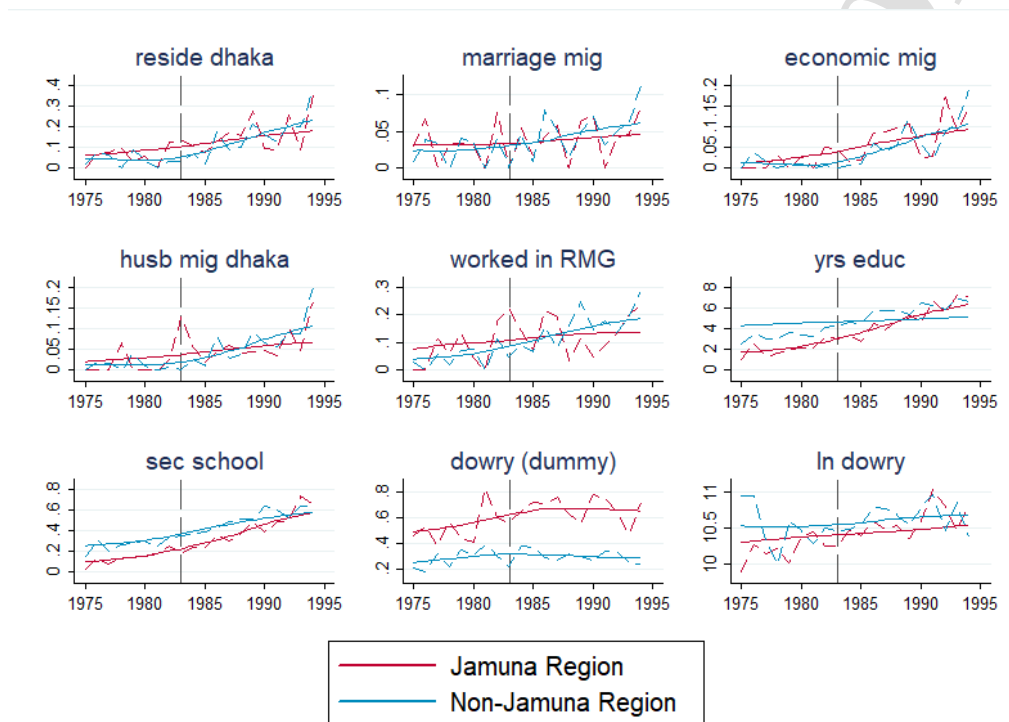 reside dhaka
marriage mig
economic mig
0 .1 .2 .3 .4
0 .05 .1
0 .05 .1 .15 .2
1975 1980 1985 1990 1995
1975 1980 1985 1990 1995
1975 1980 1985 1990 1995
husb mig dhaka
worked in RMG
yrs educ
0 .05 .1 .15 .2
0 .1 .2 .3
0 2 4 6 8
1975 1980 1985 1990 1995
1975 1980 1985 1990 1995
1975 1980 1985 1990 1995
sec school
dowry (dummy)
ln dowry
0 .2 .4 .6 .8
.2 .4 .6 .8
10 10.5 11
1975 1980 1985 1990 1995
1975 1980 1985 1990 1995
1975 1980 1985 1990 1995
Jamuna Region
Non-Jamuna Region